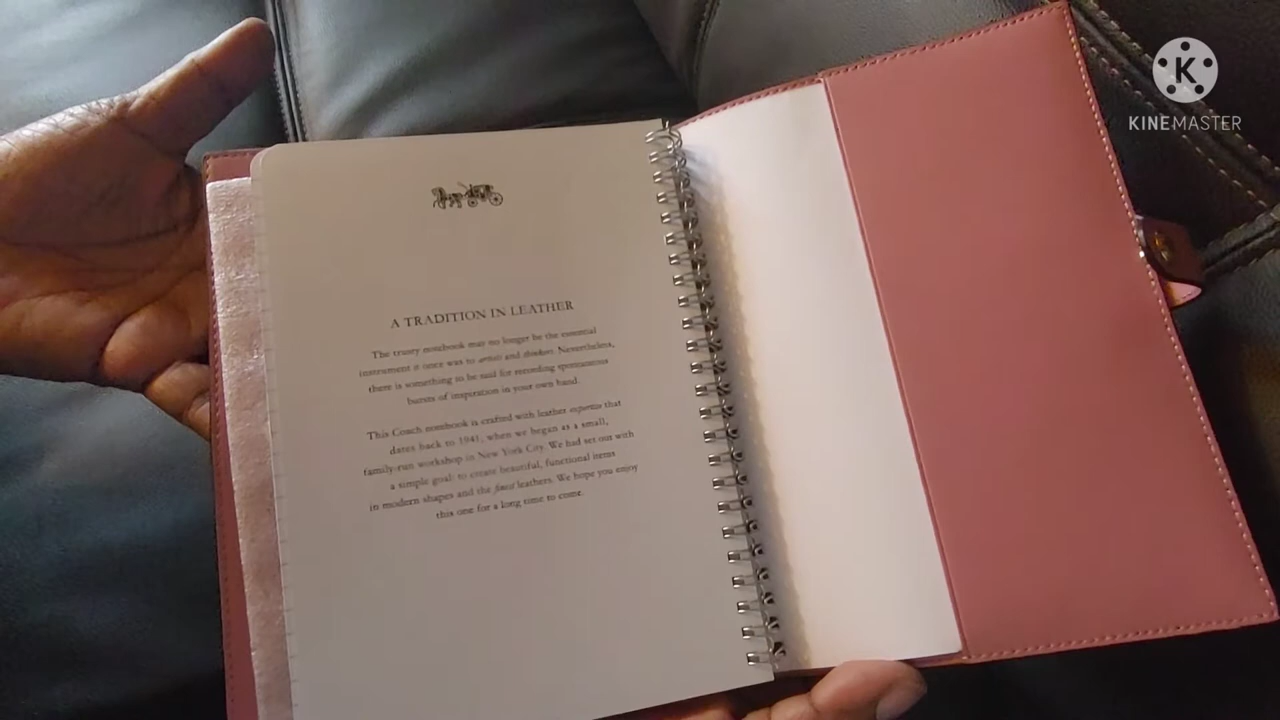 A TRADITION IN LEATHER
The trusty notebook may no longer be the essential
instrument it once was to artists and thinkers. Nevertheless,
there is something to be said for recording spontaneous
bursts of inspiration in your own hand.
This Coach notebook is crafted with leather expertise that
dates back to 1941, when we began as a small,
family-run workshop in New York City. We had set out with
a simple goal: to create beautiful, functional items
in modern shapes and the finest leathers. We hope you enjoy
this one for a long time to come.
K
KINEMASTER